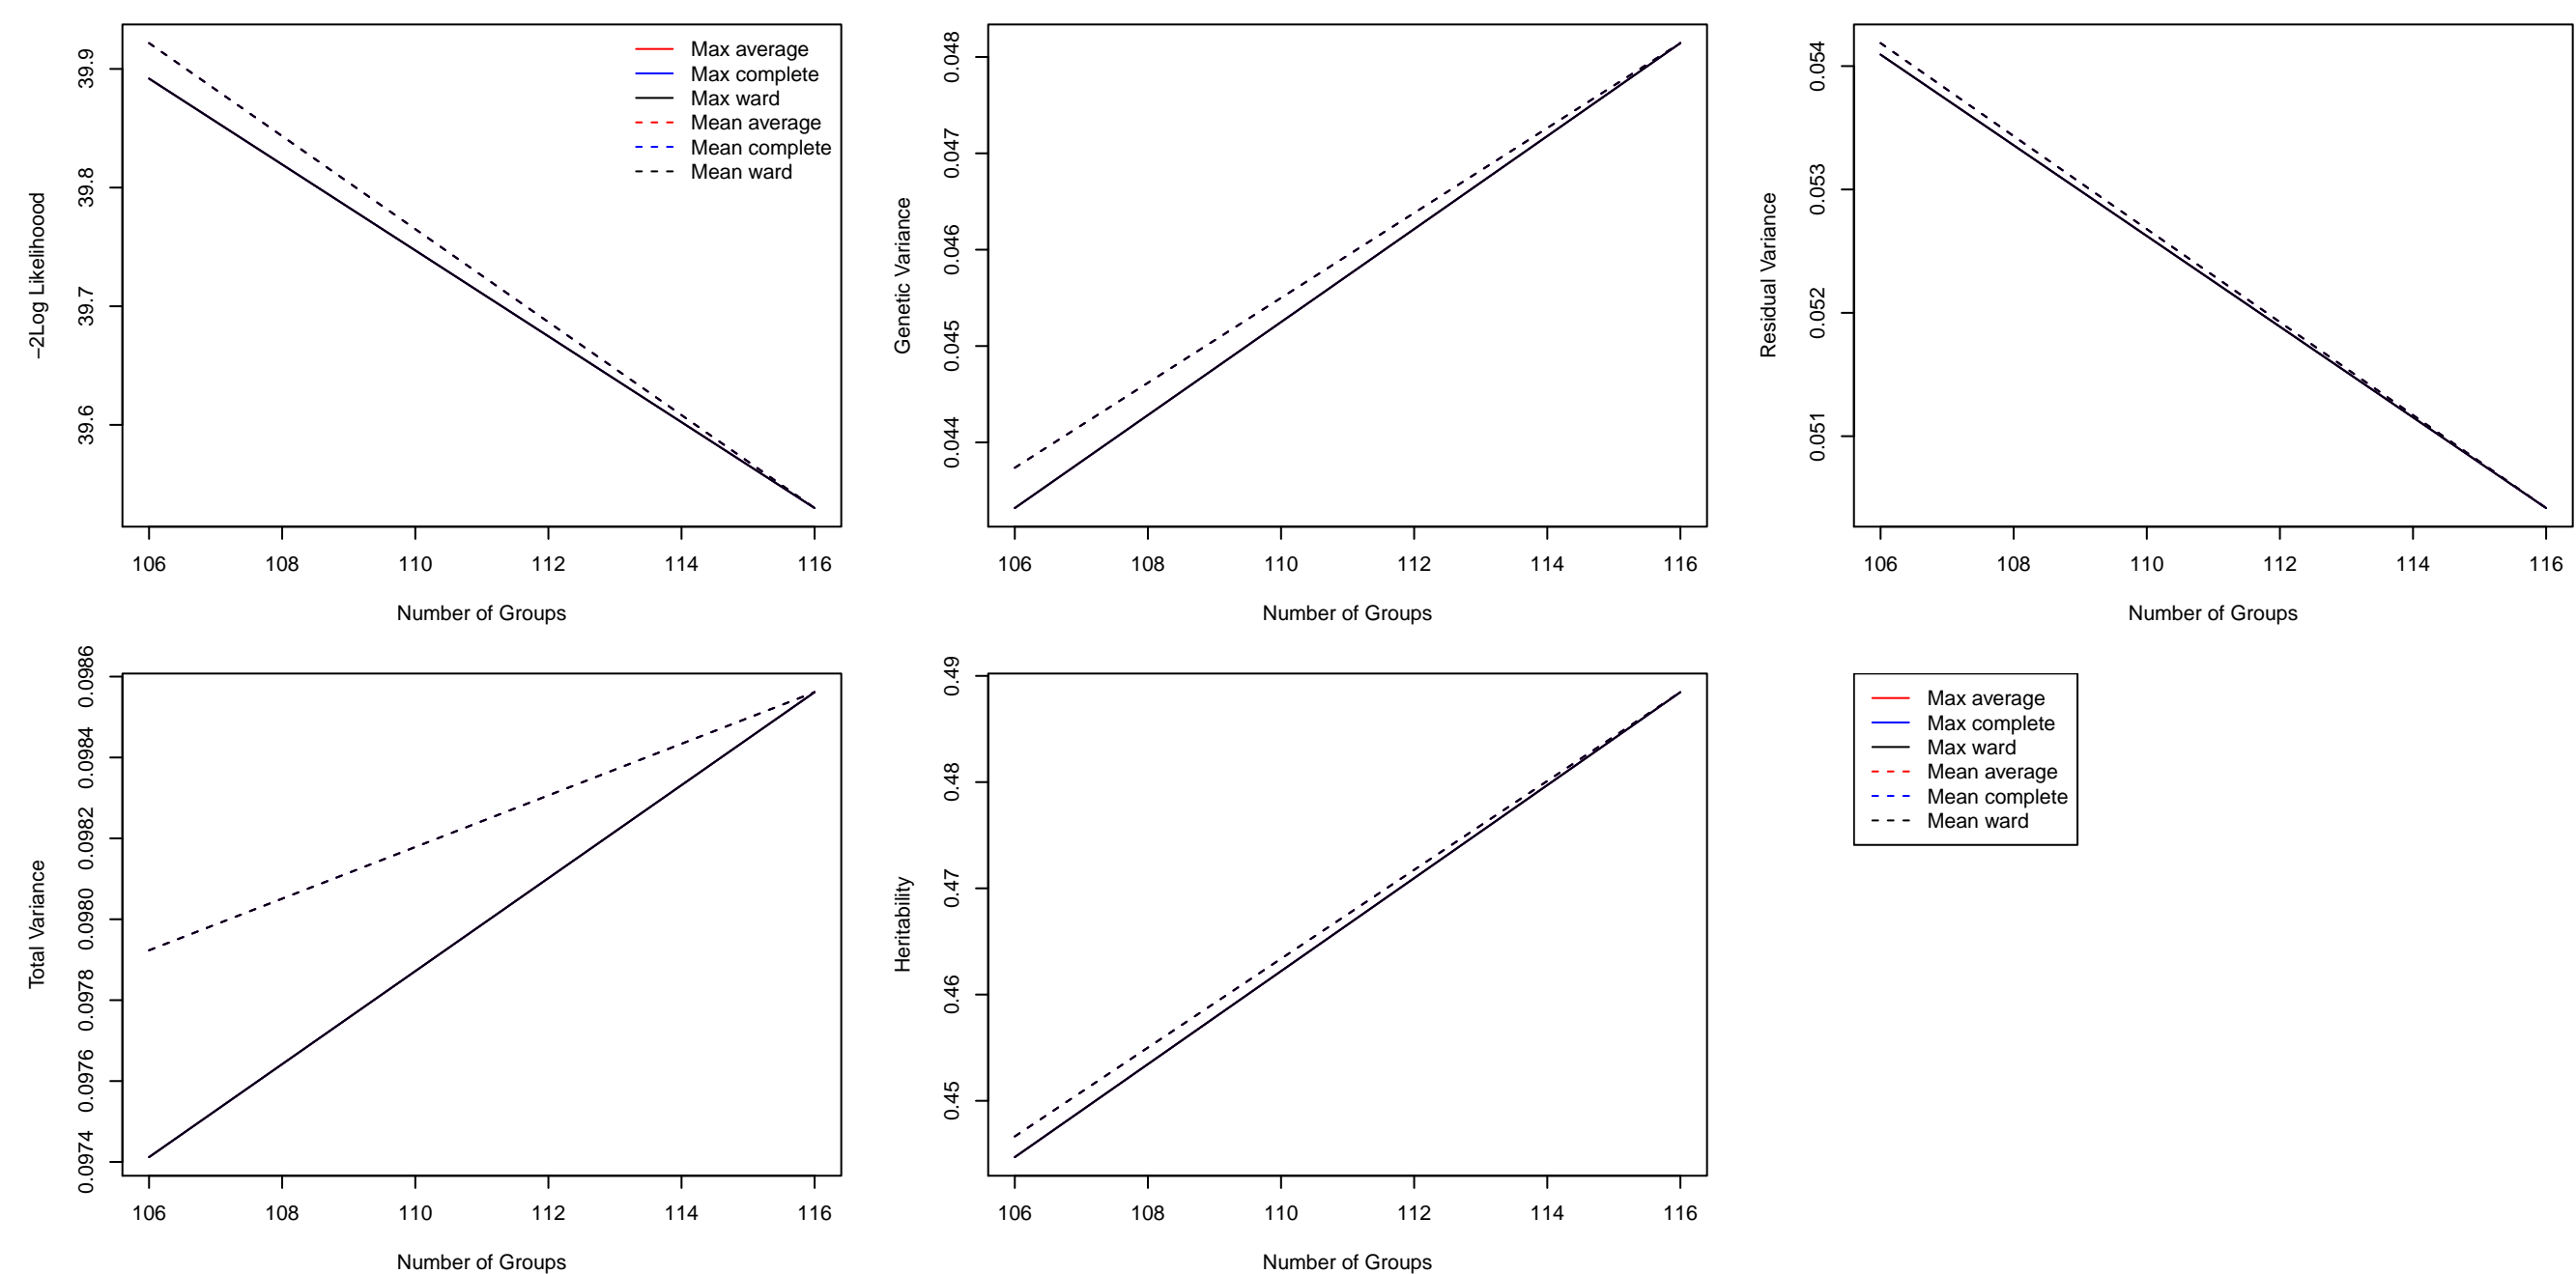 −2Log Likelihood
39.6 39.7 39.8 39.9
Max average
Max complete
Max ward
Mean average
Mean complete
Mean ward
106 108 110 112 114 116
Number of Groups
Genetic Variance
0.044 0.045 0.046 0.047 0.048
106 108 110 112 114 116
Number of Groups
Residual Variance
0.051 0.052 0.053 0.054
106 108 110 112 114 116
Number of Groups
Total Variance
0.0974 0.0976 0.0978 0.0980 0.0982 0.0984 0.0986
106 108 110 112 114 116
Number of Groups
Heritability
0.45 0.46 0.47 0.48 0.49
106 108 110 112 114 116
Number of Groups
Max average
Max complete
Max ward
Mean average
Mean complete
Mean ward